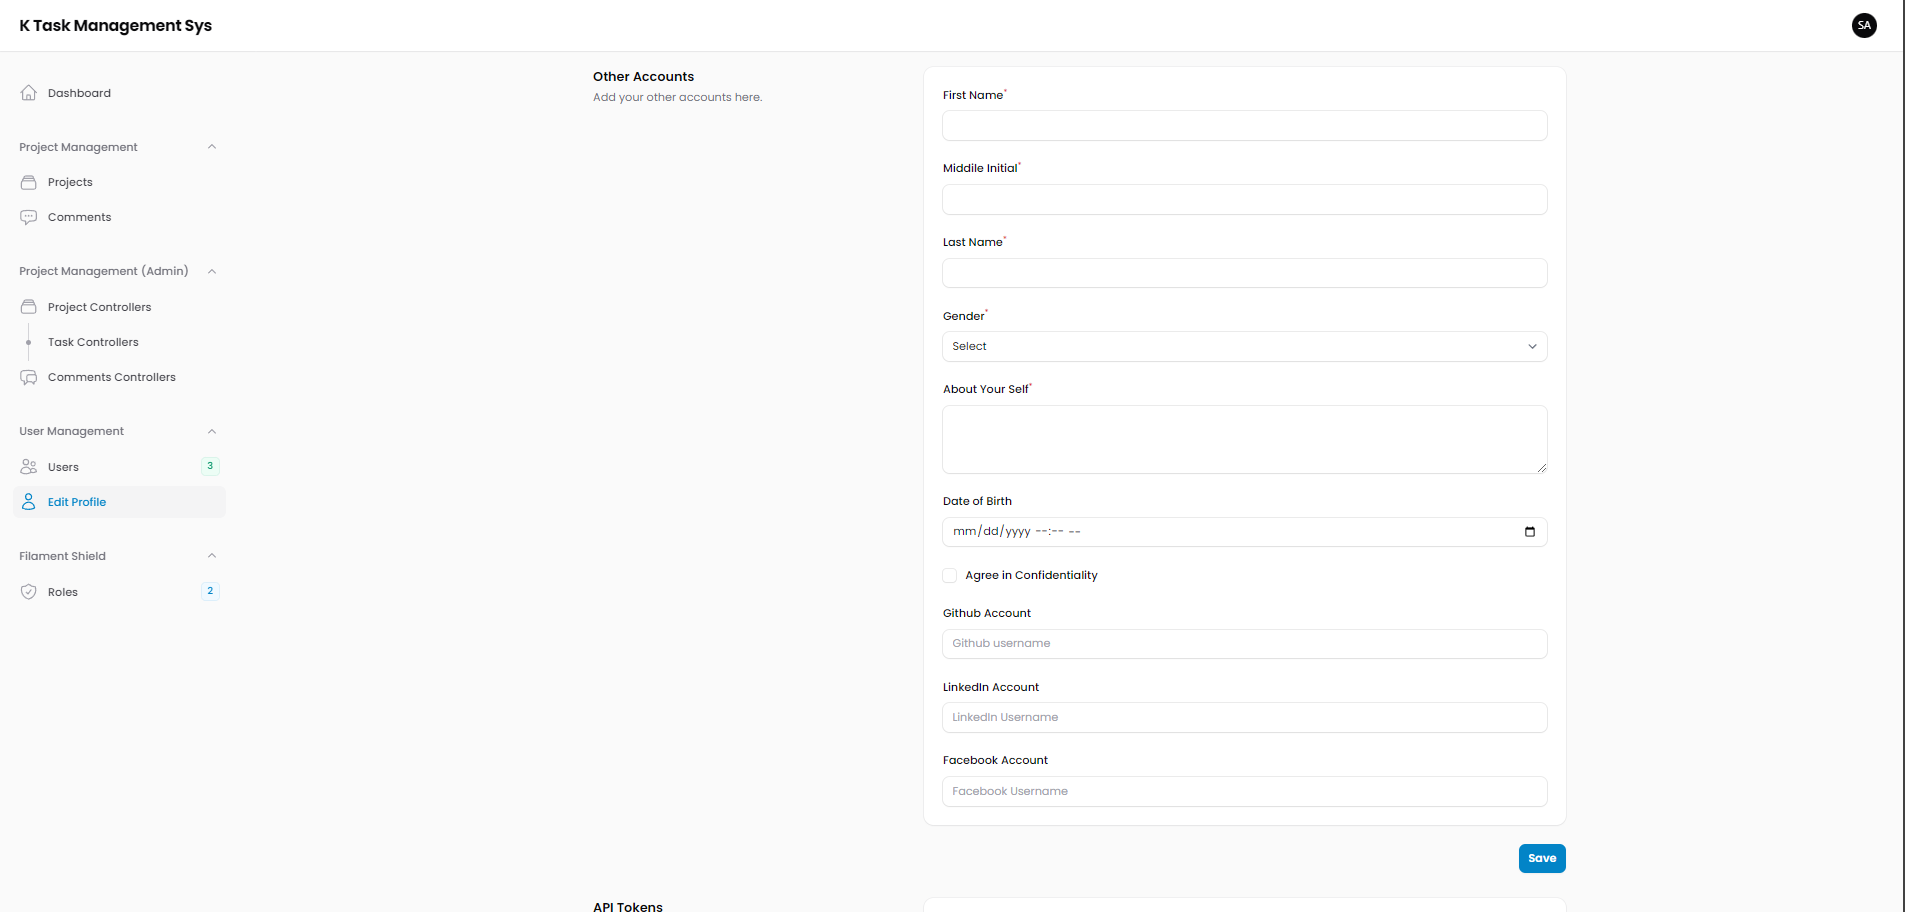 K Task Management Sys
SA
Dashboard
Project Management
Projects
Comments
Project Management (Admin)
Project Controllers
Task Controllers
Comments Controllers
User Management
Users 3
Edit Profile
Filament Shield
Roles 2
Other Accounts
Add your other accounts here.
First Name*
Middile Initial*
Last Name*
Gender*
Select
About Your Self*
Date of Birth
mm/dd/yyyy --:-- --
Agree in Confidentiality
Github Account
Github username
LinkedIn Account
LinkedIn Username
Facebook Account
Facebook Username
Save
API Tokens